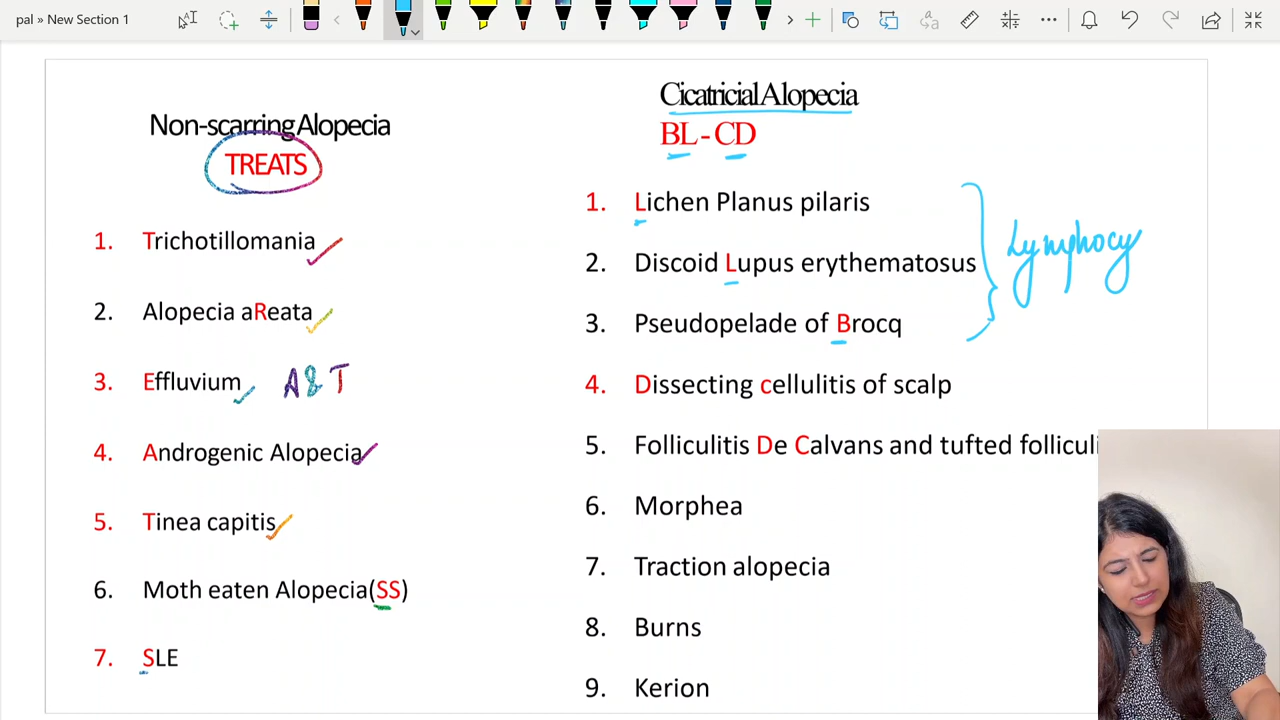 pal » New Section 1
Non-scarring Alopecia
TREATS
1. Trichotillomania
2. Alopecia aReata
3. Effluvium A & T
4. Androgenic Alopecia
5. Tinea capitis
6. Moth eaten Alopecia(SS)
7. SLE
Cicatricial Alopecia
BL - CD
1. Lichen Planus pilaris
2. Discoid Lupus erythematosus
3. Pseudopelade of Brocq
Lymphocy
4. Dissecting cellulitis of scalp
5. Folliculitis De Calvans and tufted folliculi
6. Morphea
7. Traction alopecia
8. Burns
9. Kerion